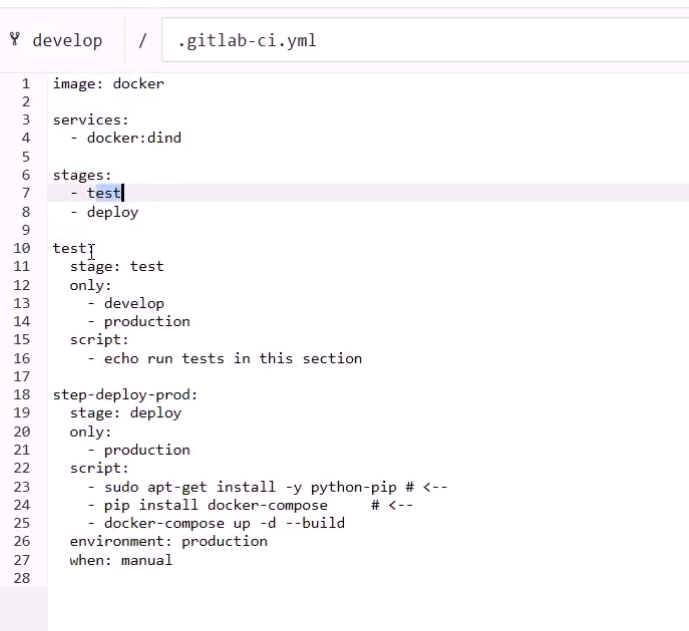 develop / .gitlab-ci.yml
1 image: docker
2
3 services:
4 - docker:dind
5
6 stages:
7 - test
8 - deploy
9
10 test
11 stage: test
12 only:
13 - develop
14 - production
15 script:
16 - echo run tests in this section
17
18 step-deploy-prod:
19 stage: deploy
20 only:
21 - production
22 script:
23 - sudo apt-get install -y python-pip # <--
24 - pip install docker-compose # <--
25 - docker-compose up -d --build
26 environment: production
27 when: manual
28